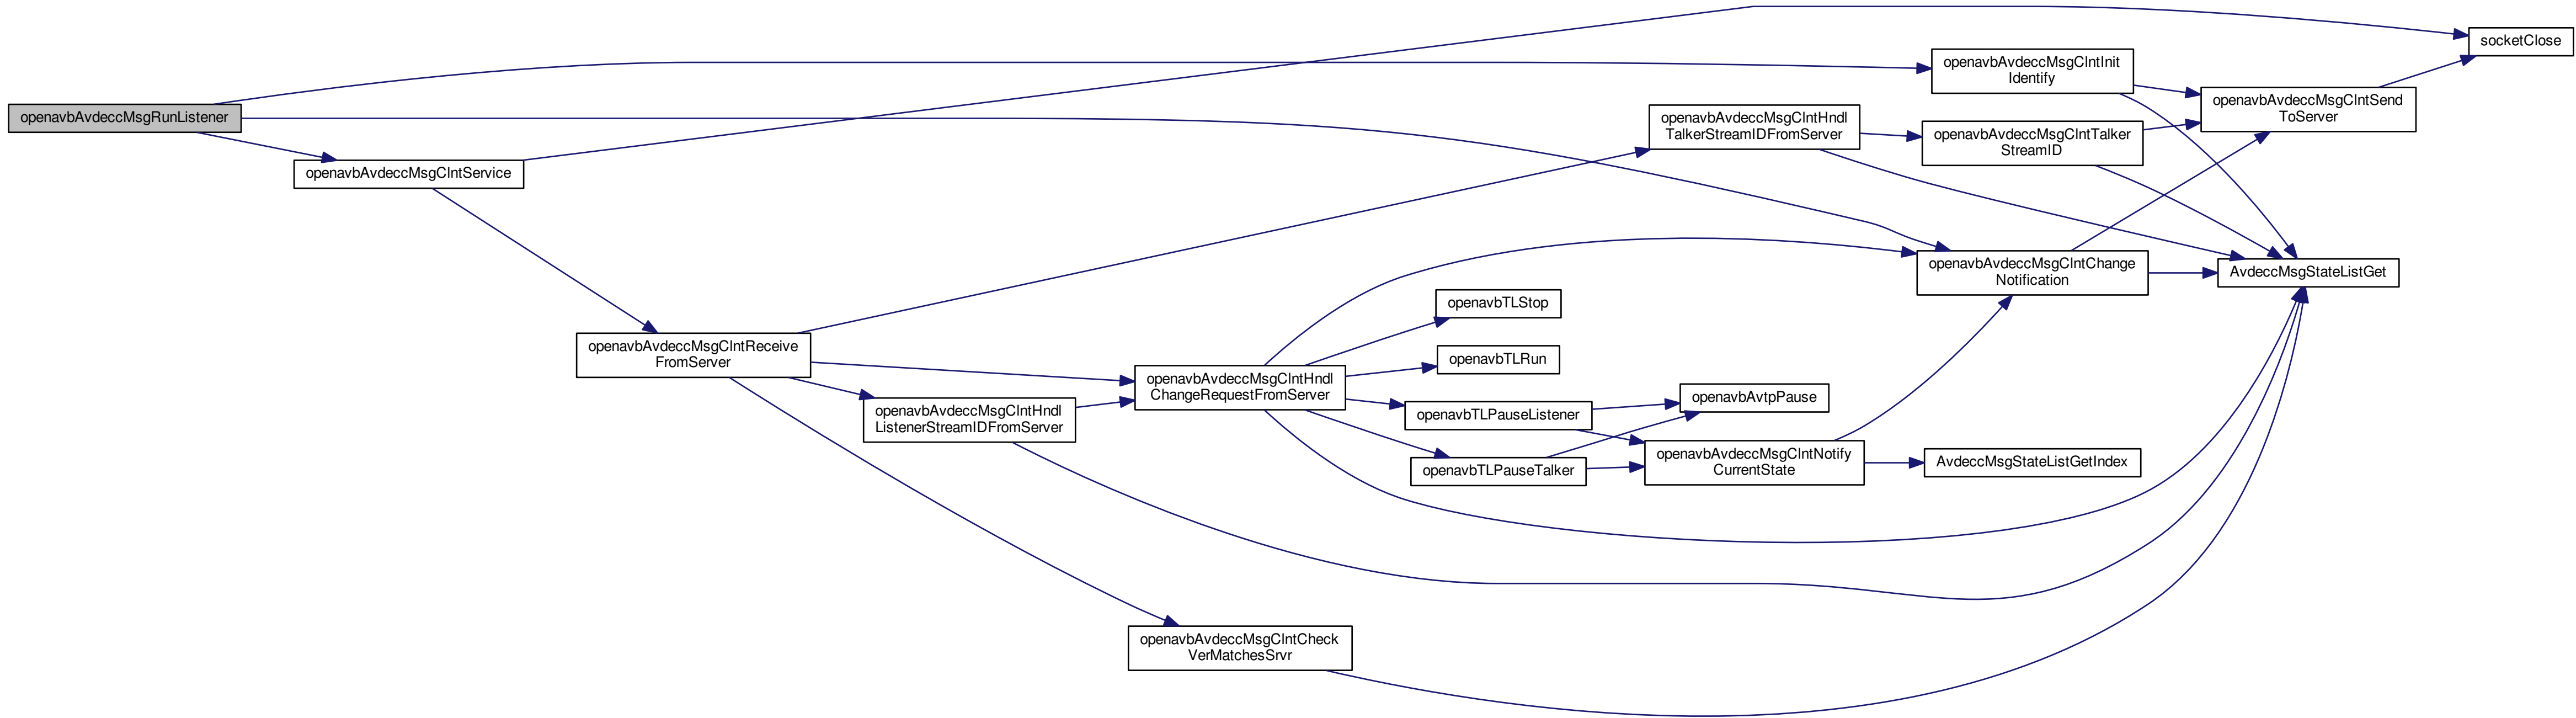 openavbAvdeccMsgRunListener
openavbAvdeccMsgClntService
openavbAvdeccMsgClntReceive
FromServer
openavbAvdeccMsgClntHndl
ListenerStreamIDFromServer
openavbAvdeccMsgClntCheck
VerMatchesSrvr
openavbAvdeccMsgClntHndl
ChangeRequestFromServer
openavbTLStop
openavbTLRun
openavbTLPauseListener
openavbTLPauseTalker
openavbAvdeccMsgClntHndl
TalkerStreamIDFromServer
openavbAvtpPause
openavbAvdeccMsgClntNotify
CurrentState
openavbAvdeccMsgClntInit
Identify
openavbAvdeccMsgClntTalker
StreamID
openavbAvdeccMsgClntChange
Notification
AvdeccMsgStateListGetIndex
socketClose
openavbAvdeccMsgClntSend
ToServer
AvdeccMsgStateListGet